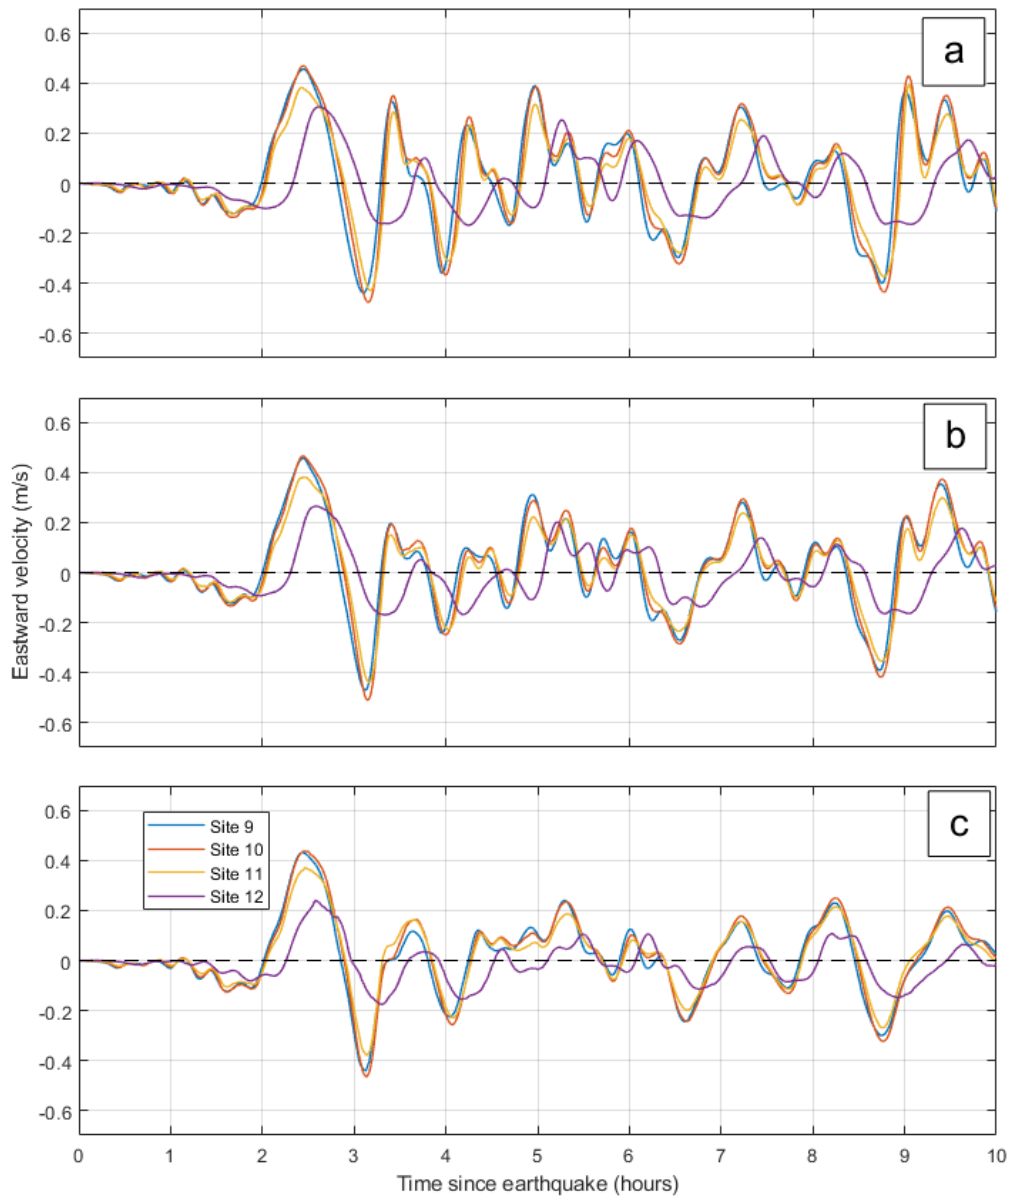 a
0.6
0.4
0.2
0
-0.2
-0.4
-0.6
b
0.6
0.4
0.2
0
-0.2
-0.4
-0.6
Eastward velocity (m/s)
c
Site 9
Site 10
Site 11
Site 12
0.6
0.4
0.2
0
-0.2
-0.4
-0.6
0 1 2 3 4 5 6 7 8 9 10
Time since earthquake (hours)